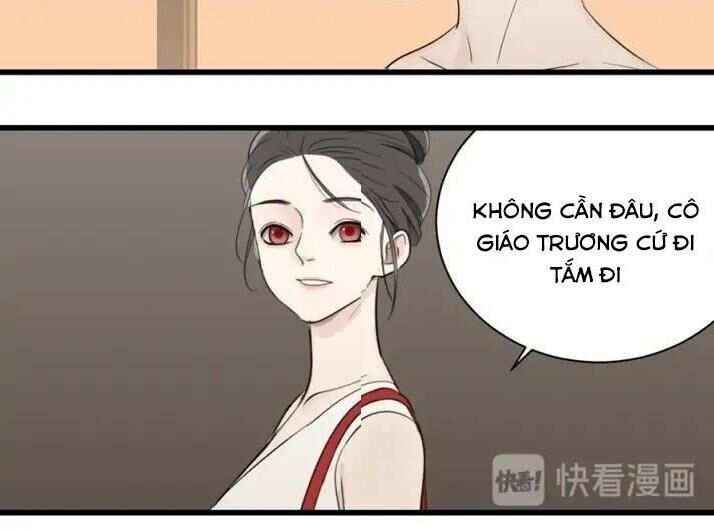 KHÔNG CẦN ĐÂU, CÔ
GIÁO TRƯƠNG CỨ ĐI
TẮM ĐI
快看! 快看漫画